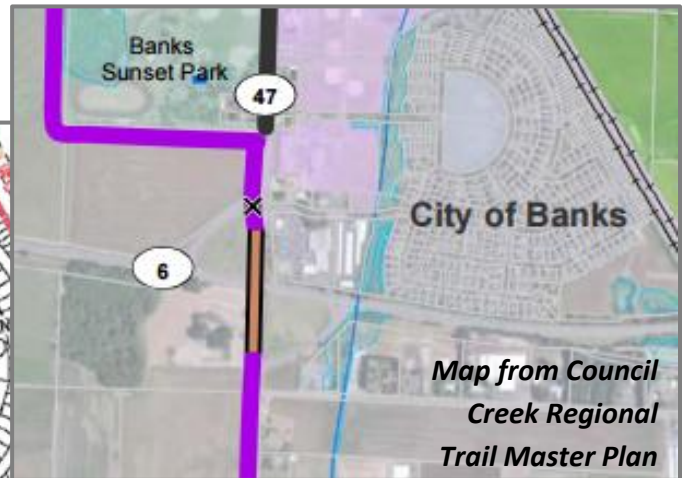 Banks
Sunset Park
47
City of Banks
6
Map from Council
Creek Regional
Trail Master Plan